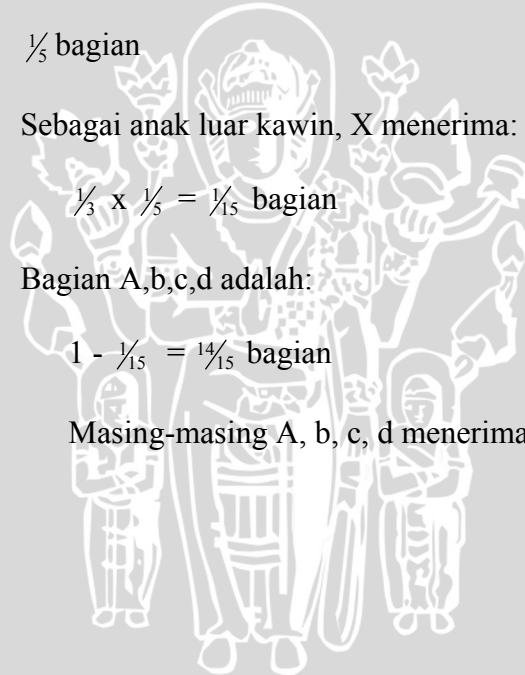 ⅕ bagian
Sebagai anak luar kawin, X menerima:
⅓ x ⅕ = 1⁄15 bagian
Bagian A,b,c,d adalah:
1 - 1⁄15 = 14⁄15 bagian
Masing-masing A, b, c, d menerima